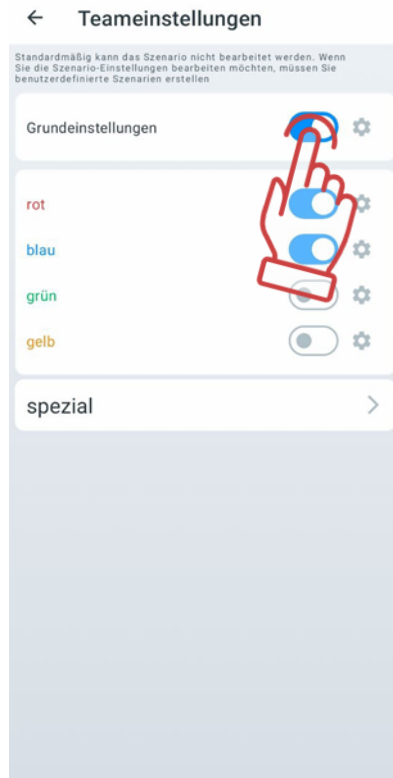 Teameinstellungen
Standardmäßig kann das Szenario nicht bearbeitet werden. Wenn
Sie die Szenario-Einstellungen bearbeiten möchten, müssen Sie
benutzerdefinierte Szenarien erstellen
Grundeinstellungen
rot
blau
grün
gelb
spezial